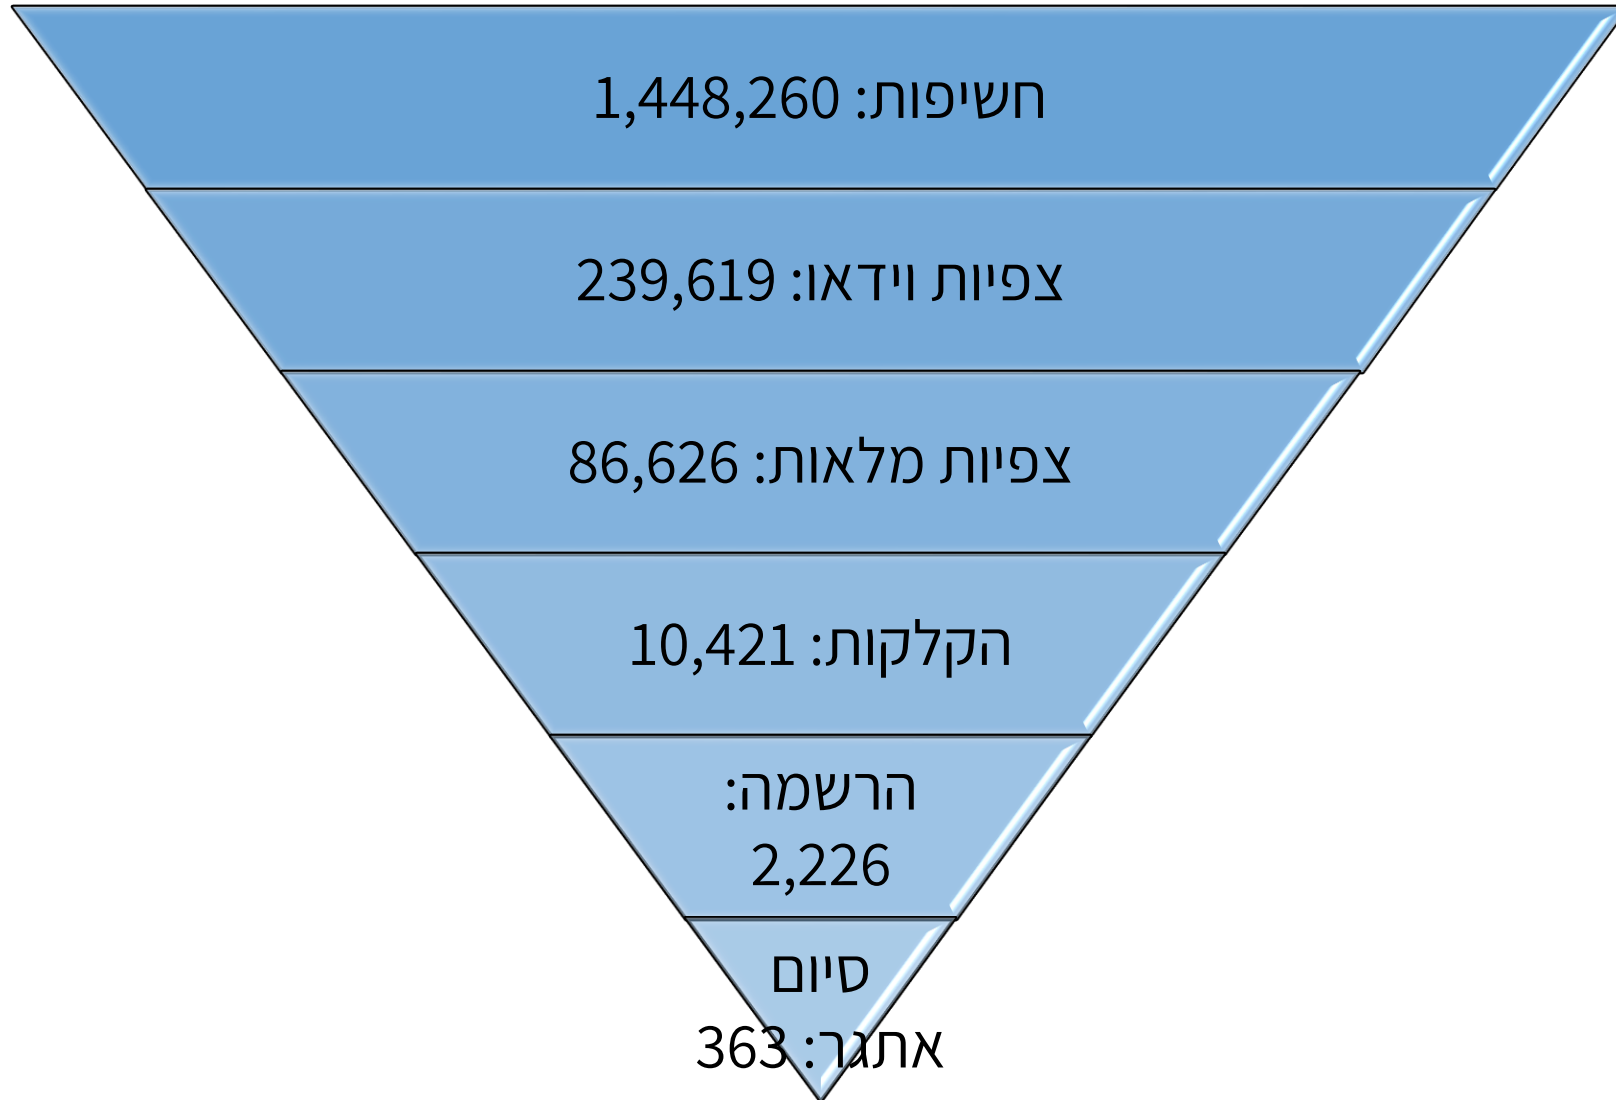 חשיפות: 1,448,260
צפיות וידאו: 239,619
צפיות מלאות: 86,626
הקלקות: 10,421
הרשמה:
2,226
סיום
אתגר: 363